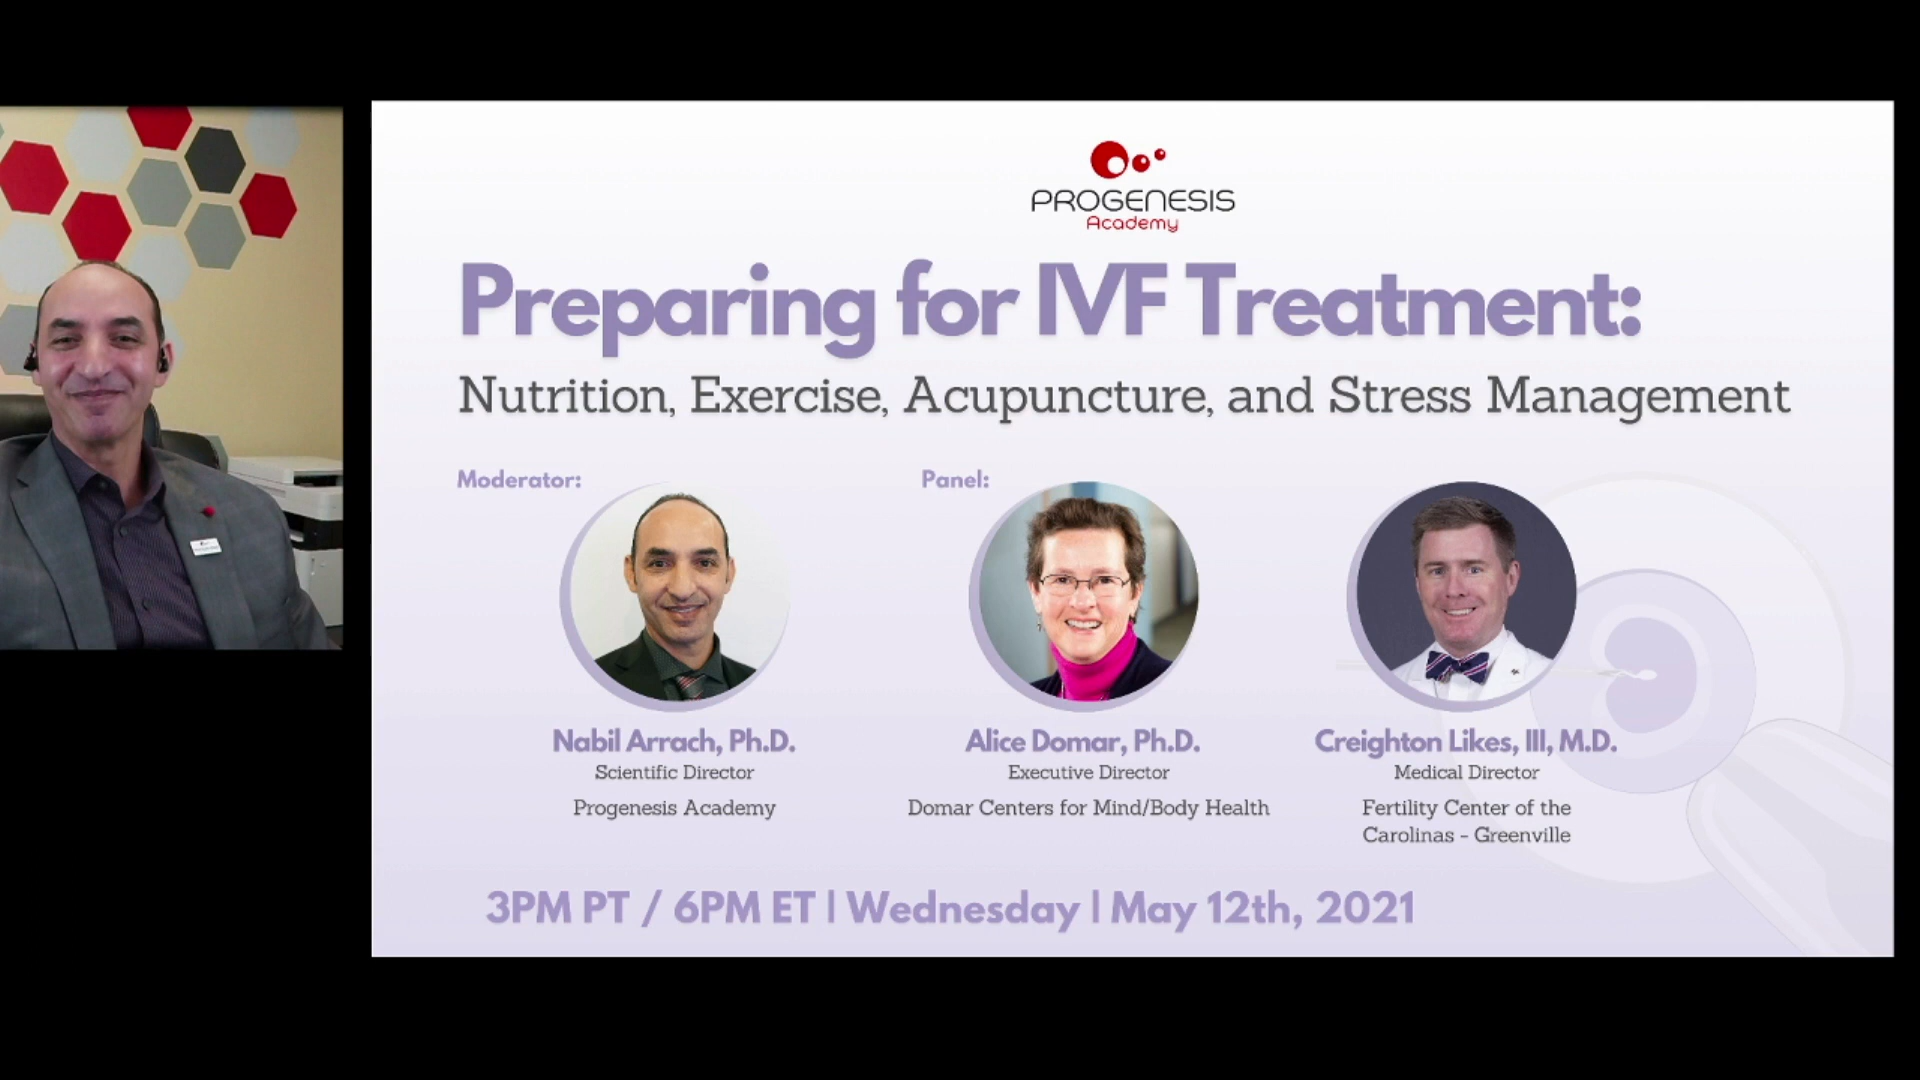 PROGENESIS
Academy
Preparing for IVF Treatment:
Nutrition, Exercise, Acupuncture, and Stress Management
Moderator:
Panel:
Nabil Arrach, Ph.D.
Scientific Director
Progenesis Academy
Alice Domar, Ph.D.
Executive Director
Domar Centers for Mind/Body Health
Creighton Likes, III, M.D.
Medical Director
Fertility Center of the
Carolinas - Greenville
3PM PT / 6PM ET | Wednesday | May 12th, 2021